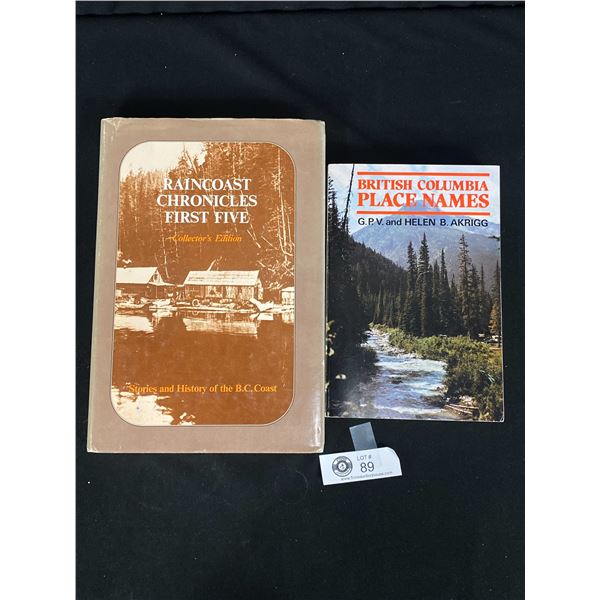 RAINCOAST
CHRONICLES
FIRST FIVE
Collector's Edition
Stories and History of the B.C. Coast
BRITISH COLUMBIA
PLACE NAMES
G.P.V. and HELEN B. AKRIGG
LOT #
89